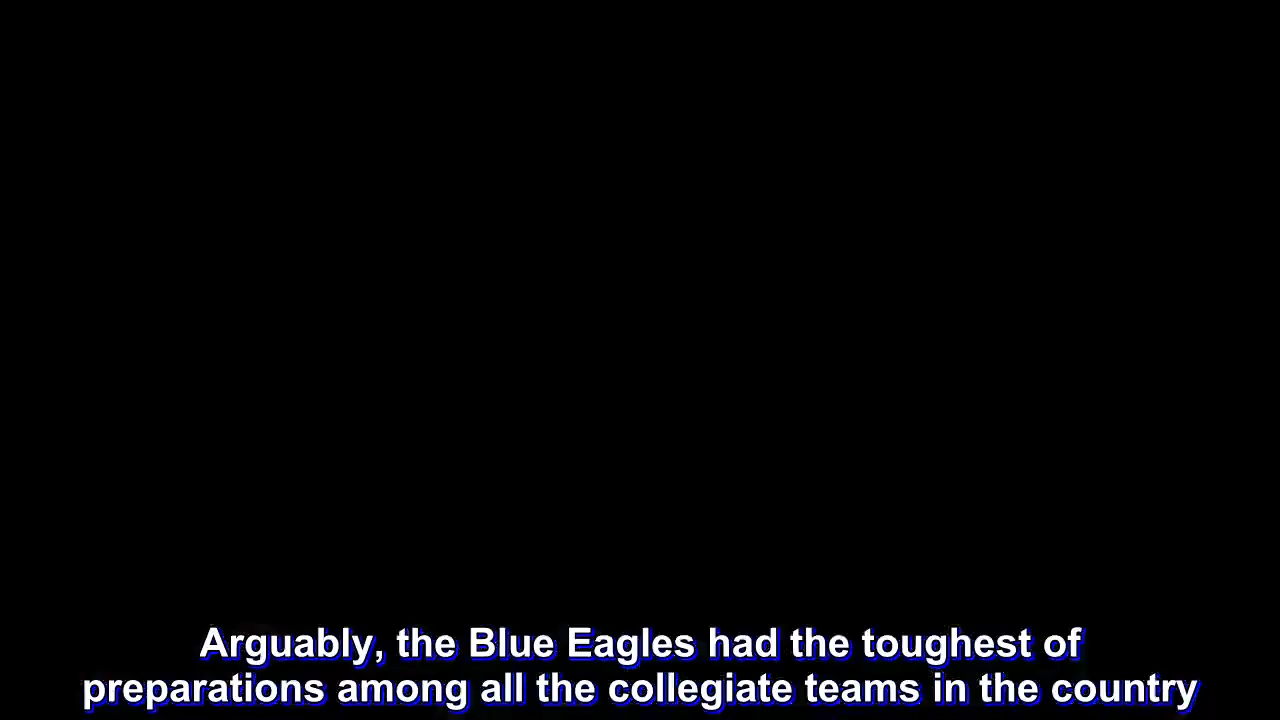 Arguably, the Blue Eagles had the toughest of
preparations among all the collegiate teams in the country